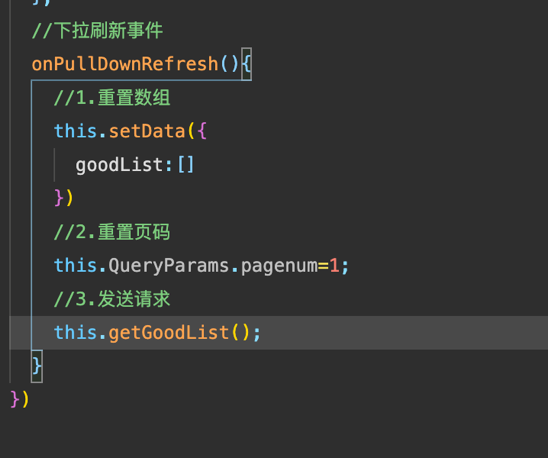 },
//下拉刷新事件
onPullDownRefresh(){
//1.重置数组
this.setData({
goodList:[]
})
//2.重置页码
this.QueryParams.pagenum=1;
//3.发送请求
this.getGoodList();
}
})